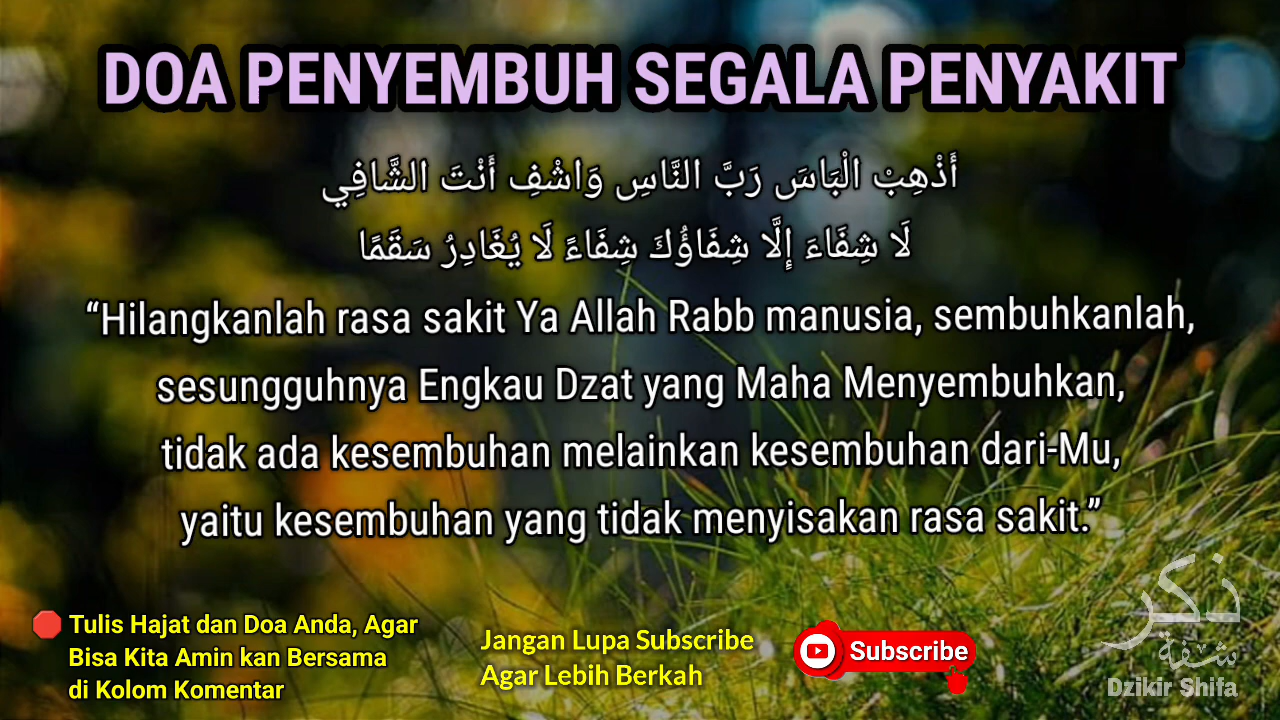 DOA PENYEMBUH SEGALA PENYAKIT
أَذْهِبْ الْبَاسَ رَبَّ النَّاسِ وَاشْفِ أَنْتَ الشَّافِي
لَا شِفَاءَ إِلَّا شِفَاؤُكَ شِفَاءً لَا يُغَادِرُ سَقَمًا
“Hilangkanlah rasa sakit Ya Allah Rabb manusia, sembuhkanlah,
sesungguhnya Engkau Dzat yang Maha Menyembuhkan,
tidak ada kesembuhan melainkan kesembuhan dari-Mu,
yaitu kesembuhan yang tidak menyisakan rasa sakit.”
Tulis Hajat dan Doa Anda, Agar
Bisa Kita Amin kan Bersama
di Kolom Komentar
Jangan Lupa Subscribe
Agar Lebih Berkah
Subscribe
ذكر
شفة
Dzikir Shifa